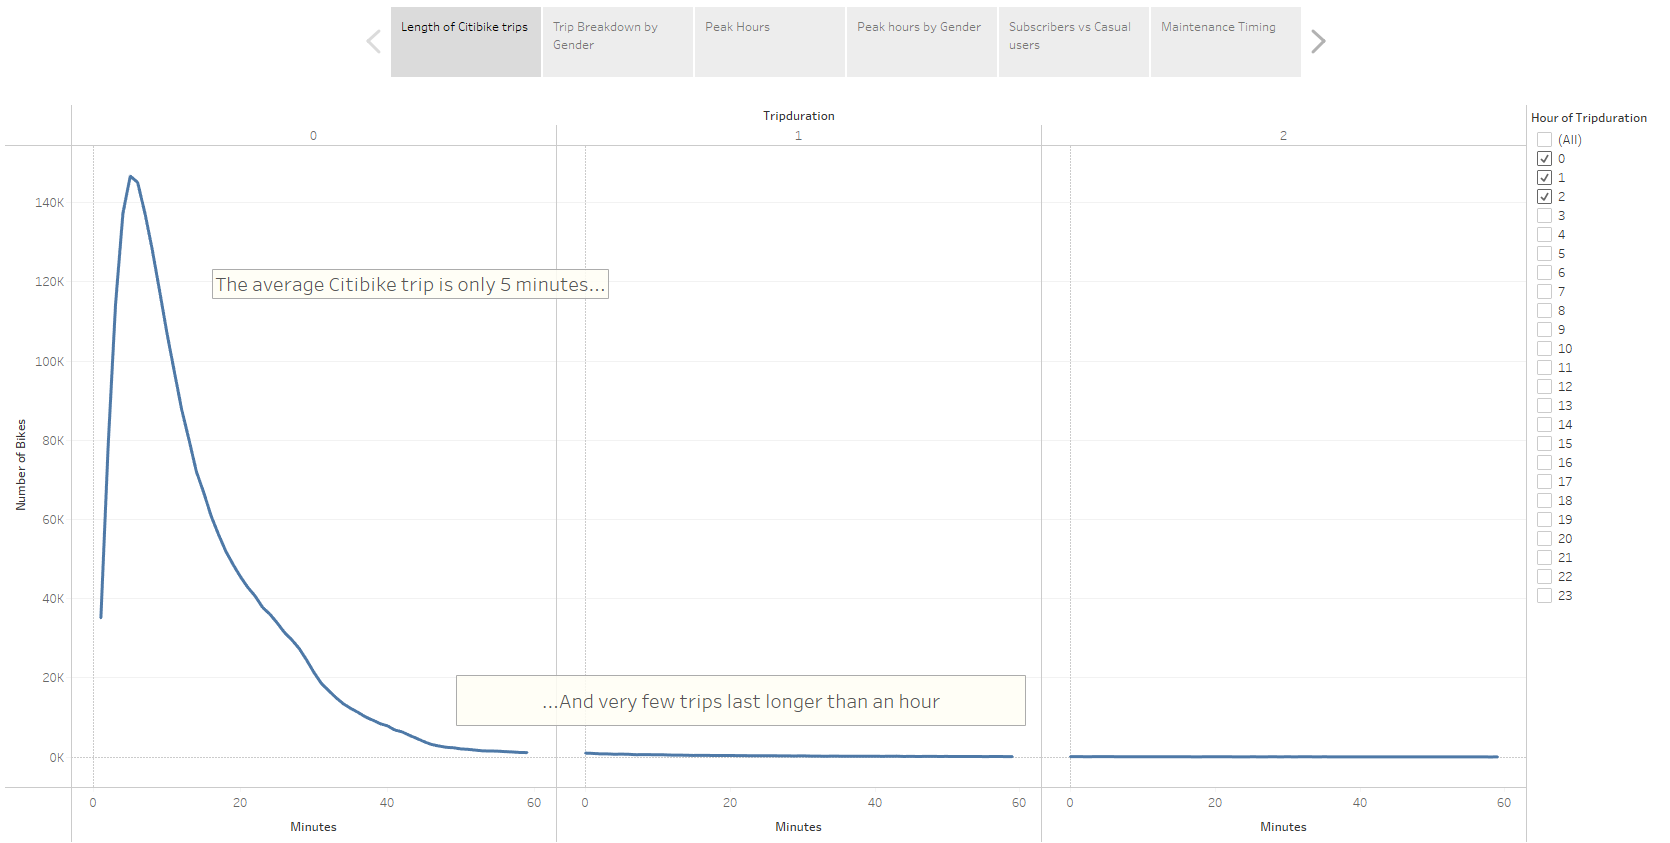 Length of Citibike trips
Trip Breakdown by
Gender
Peak Hours
Peak hours by Gender
Subscribers vs Casual
users
Maintenance Timing
Tripduration
0
1
2
Number of Bikes
140K
120K
100K
80K
60K
40K
20K
0K
The average Citibike trip is only 5 minutes...
...And very few trips last longer than an hour
0 20 40 60
Minutes
0 20 40 60
Minutes
0 20 40 60
Minutes
Hour of Tripduration
(All)
0
1
2
3
4
5
6
7
8
9
10
11
12
13
14
15
16
17
18
19
20
21
22
23